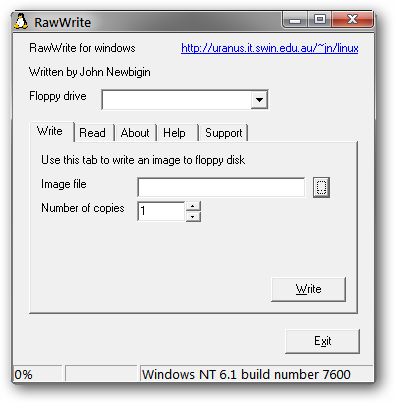 RawWrite
RawWrite for windows http://uranus.it.swin.edu.au/~jn/linux
Written by John Newbigin
Floppy drive
Write Read About Help Support
Use this tab to write an image to floppy disk
Image file
Number of copies 1
Write
Exit
0% Windows NT 6.1 build number 7600